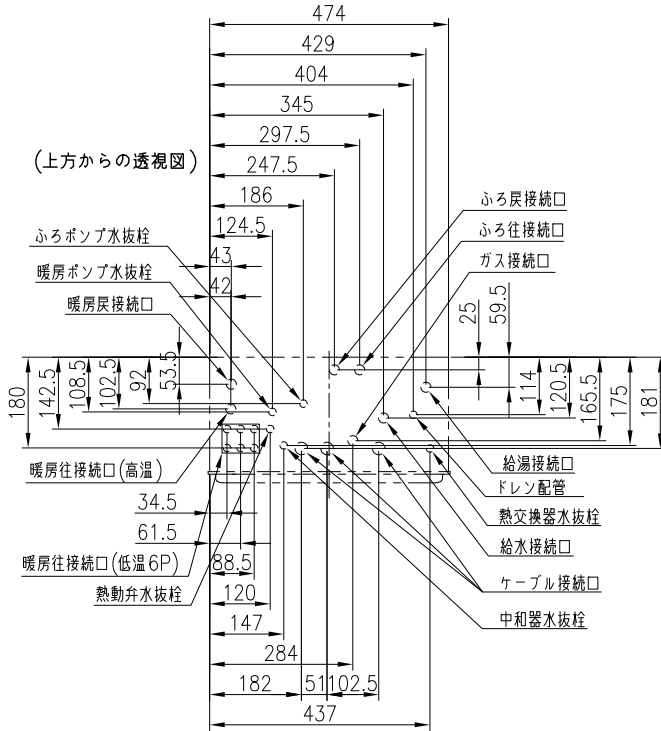 474
429
404
345
297.5
(上方からの透視図)
247.5
186
ふろ戻接続口
124.5
ふろポンプ水抜栓
ふろ往接続口
43
暖房ポンプ水抜栓
ガス接続口
42
暖房戻接続口
25
59.5
180
142.5
108.5
102.5
92
53.5
114
120.5
165.5
175
181
暖房往接続口(高温)
給湯接続口
ドレン配管
34.5
熱交換器水抜栓
61.5
給水接続口
暖房往接続口(低温6P)
88.5
ケーブル接続口
熱動弁水抜栓
120
147
中和器水抜栓
284
182
51
102.5
437